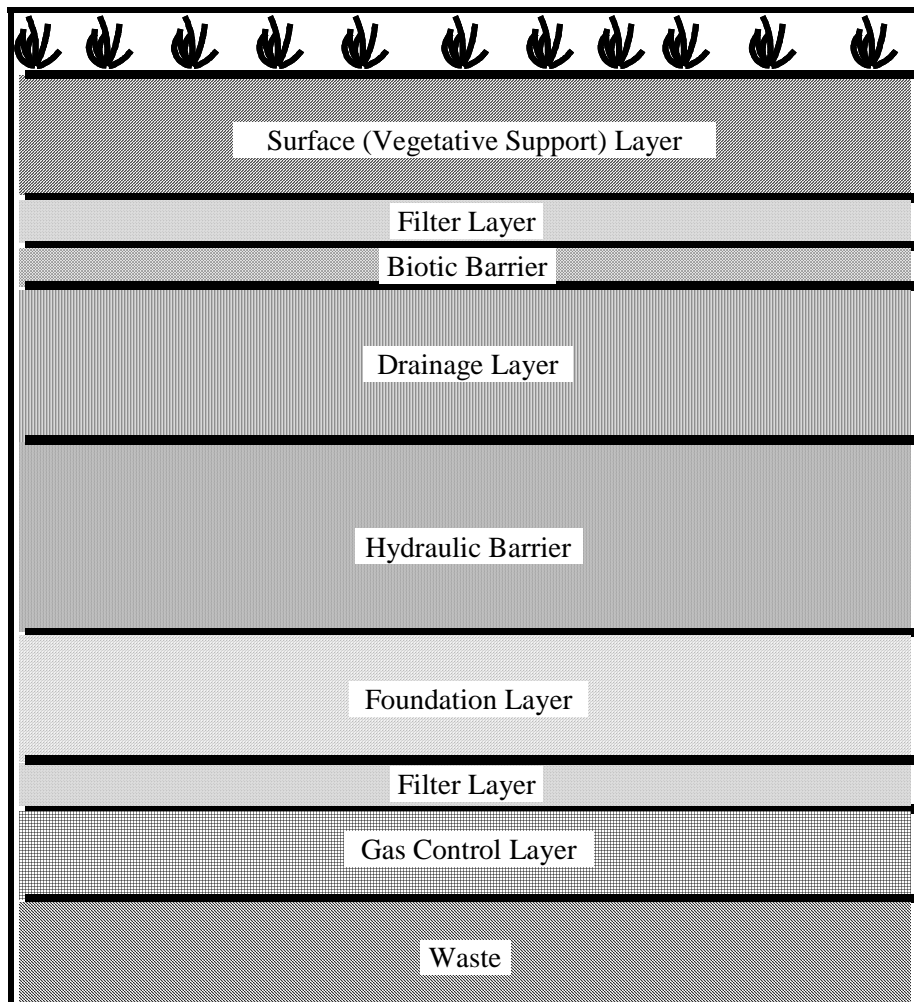 Surface (Vegetative Support) Layer
Filter Layer
Biotic Barrier
Drainage Layer
Hydraulic Barrier
Foundation Layer
Filter Layer
Gas Control Layer
Waste